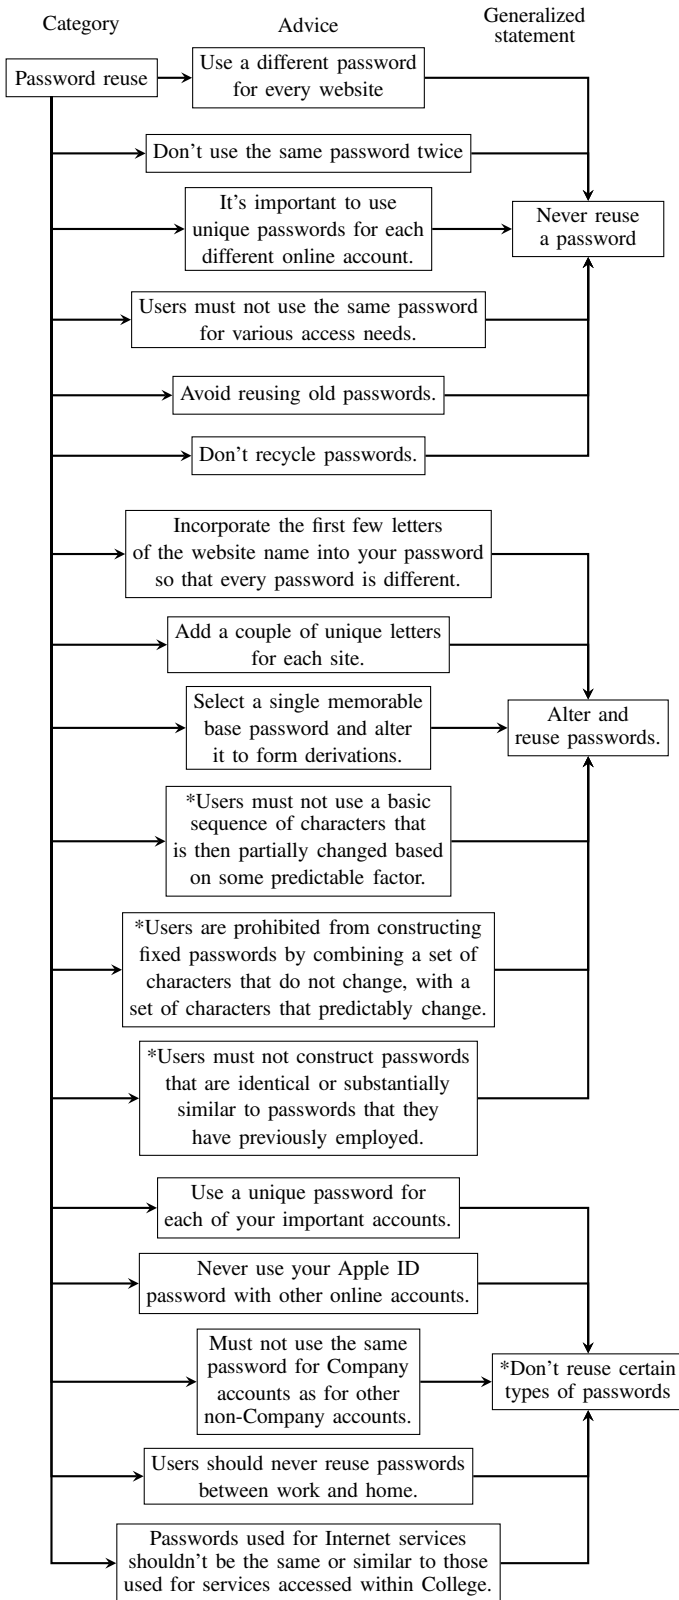 Category
Advice
Generalized
statement
Password reuse
Use a different password
for every website
Don't use the same password twice
It's important to use
unique passwords for each
different online account.
Never reuse
a password
Users must not use the same password
for various access needs.
Avoid reusing old passwords.
Don't recycle passwords.
Incorporate the first few letters
of the website name into your password
so that every password is different.
Add a couple of unique letters
for each site.
Select a single memorable
base password and alter
it to form derivations.
Alter and
reuse passwords.
*Users must not use a basic
sequence of characters that
is then partially changed based
on some predictable factor.
*Users are prohibited from constructing
fixed passwords by combining a set of
characters that do not change, with a
set of characters that predictably change.
*Users must not construct passwords
that are identical or substantially
similar to passwords that they
have previously employed.
Use a unique password for
each of your important accounts.
Never use your Apple ID
password with other online accounts.
Must not use the same
password for Company
accounts as for other
non-Company accounts.
*Don't reuse certain
types of passwords
Users should never reuse passwords
between work and home.
Passwords used for Internet services
shouldn't be the same or similar to those
used for services accessed within College.